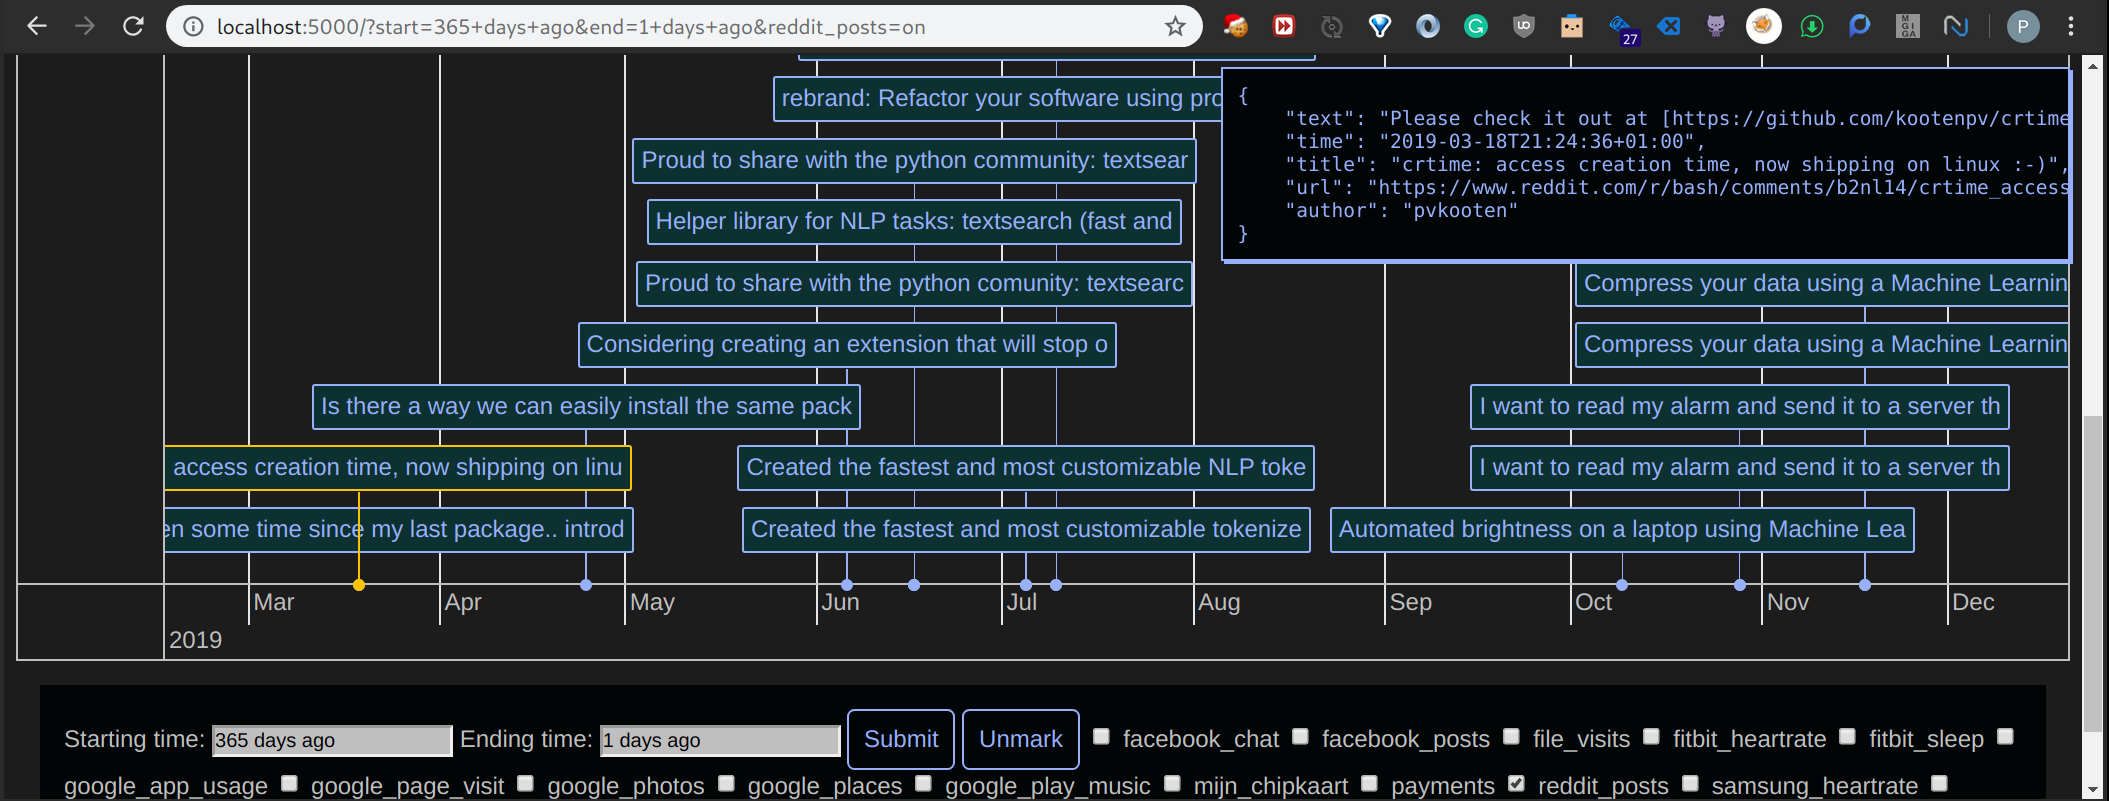 localhost:5000/?start=365+days+ago&end=1+days+ago&reddit_posts=on
27
P
rebrand: Refactor your software using pro
{
"text": "Please check it out at [https://github.com/kootenpv/crtime
"time": "2019-03-18T21:24:36+01:00",
"title": "crtime: access creation time, now shipping on linux :-)",
"url": "https://www.reddit.com/r/bash/comments/b2nl14/crtime_access
"author": "pvkooten"
}
Proud to share with the python community: textsear
Helper library for NLP tasks: textsearch (fast and
Proud to share with the python comunity: textsearc
Compress your data using a Machine Learnin
Considering creating an extension that will stop o
Compress your data using a Machine Learnin
Is there a way we can easily install the same pack
I want to read my alarm and send it to a server th
access creation time, now shipping on linu
Created the fastest and most customizable NLP toke
I want to read my alarm and send it to a server th
en some time since my last package.. introd
Created the fastest and most customizable tokenize
Automated brightness on a laptop using Machine Lea
Mar Apr May Jun Jul Aug Sep Oct Nov Dec
2019
Starting time: 365 days ago Ending time: 1 days ago Submit Unmark facebook_chat facebook_posts file_visits fitbit_heartrate fitbit_sleep
google_app_usage google_page_visit google_photos google_places google_play_music mijn_chipkaart payments reddit_posts samsung_heartrate